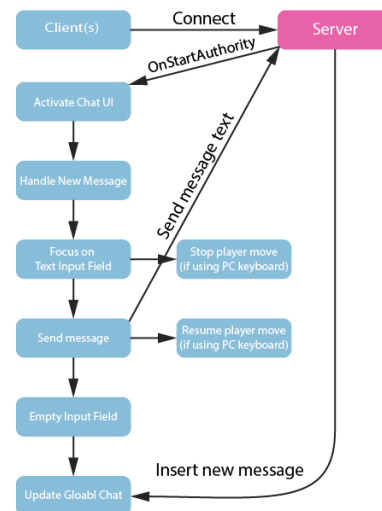 Client(s)
Connect
Server
OnStartAuthority
Activate Chat UI
Send message text
Handle New Message
Focus on
Text Input Field
Stop player move
(if using PC keyboard)
Send message
Resume player move
(if using PC keyboard)
Empty Input Field
Insert new message
Update Gloabl Chat